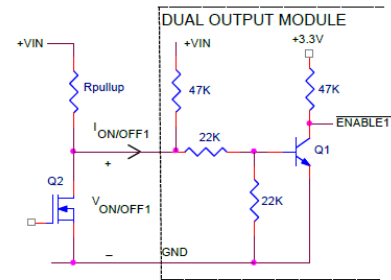 DUAL OUTPUT MODULE
+VIN
+VIN
+3.3V
Rpullup
47K
47K
I ON/OFF1
ENABLE1
22K
Q1
+
Q2
V ON/OFF1
22K
–
GND